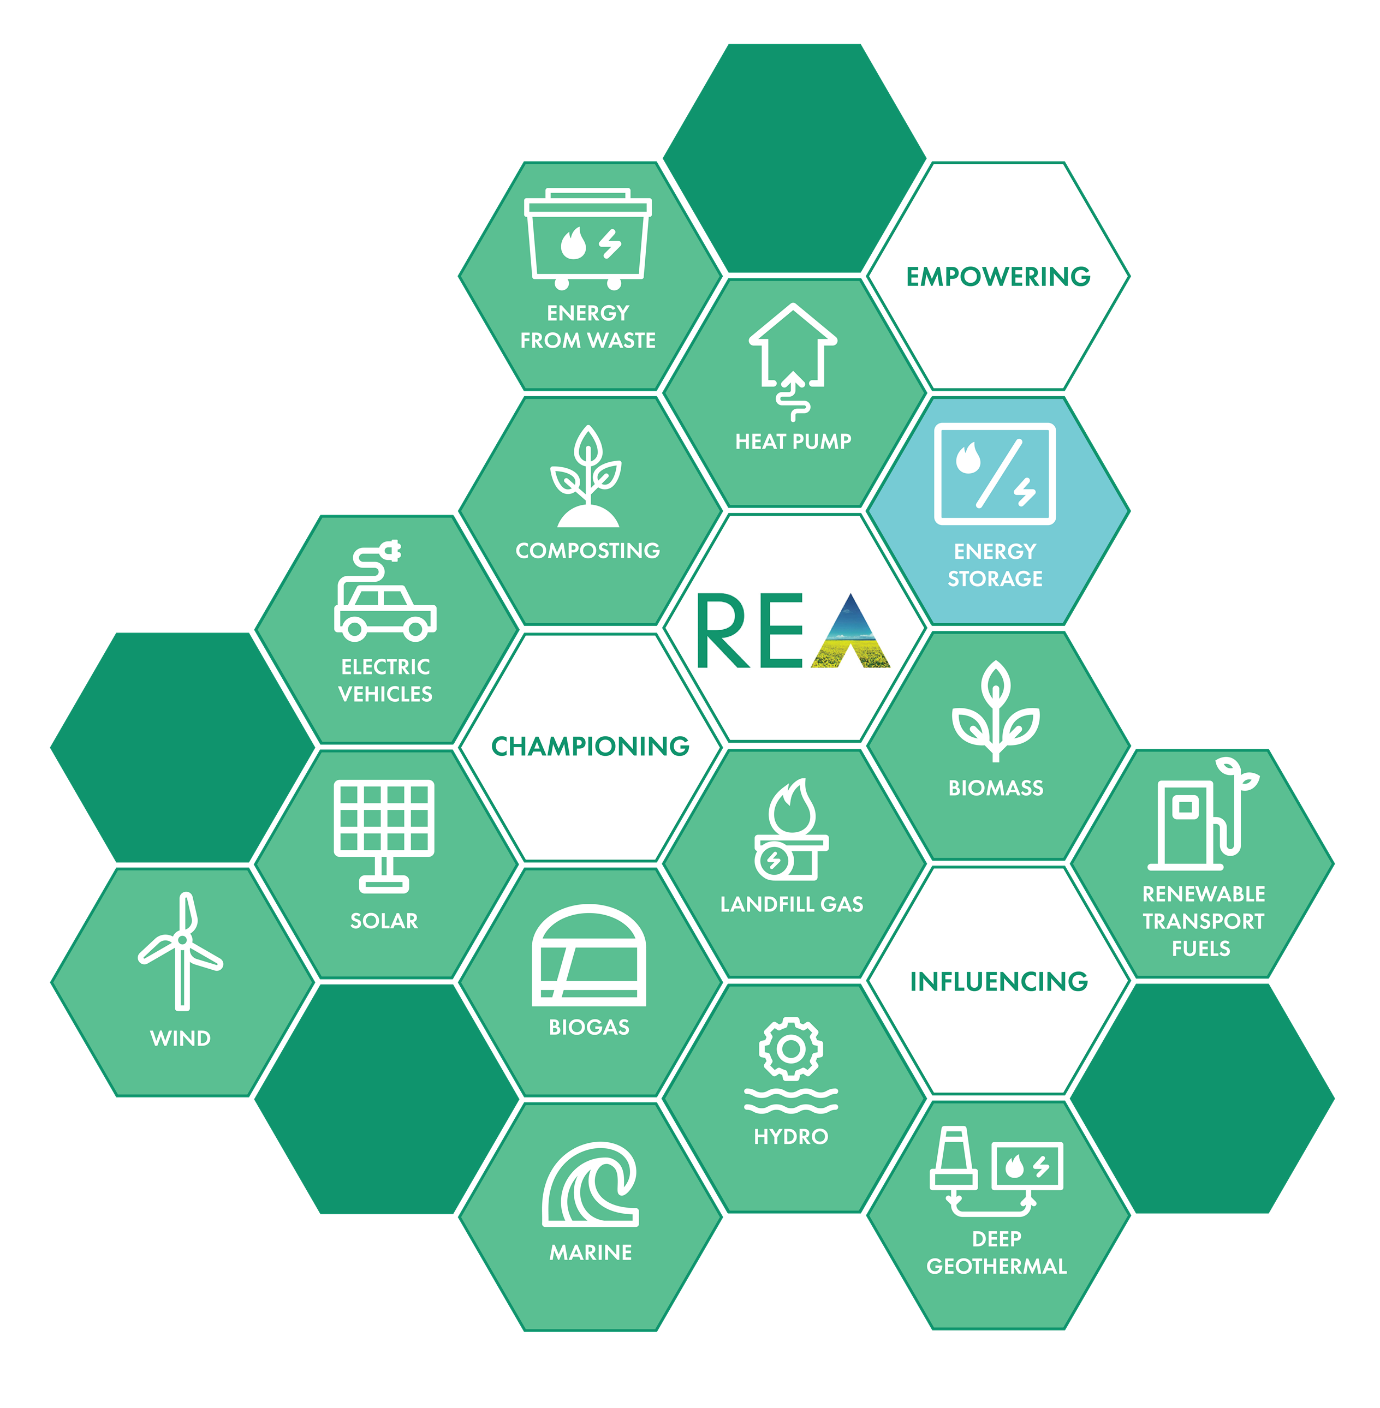 EMPOWERING
ENERGY
FROM WASTE
HEAT PUMP
COMPOSTING
ENERGY
STORAGE
REA
ELECTRIC
VEHICLES
CHAMPIONING
BIOMASS
LANDFILL GAS
RENEWABLE
TRANSPORT
FUELS
SOLAR
INFLUENCING
BIOGAS
WIND
HYDRO
MARINE
DEEP
GEOTHERMAL